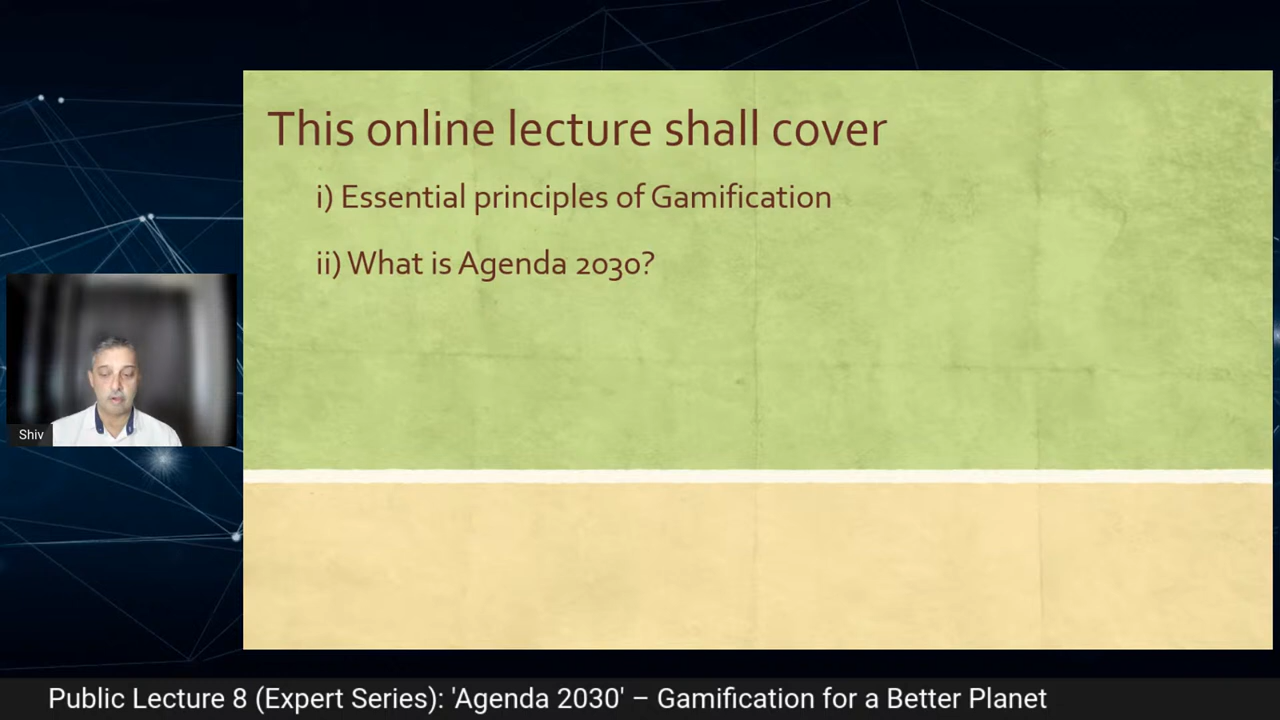 This online lecture shall cover
i) Essential principles of Gamification
ii) What is Agenda 2030?
Shiv
Public Lecture 8 (Expert Series): 'Agenda 2030' – Gamification for a Better Planet